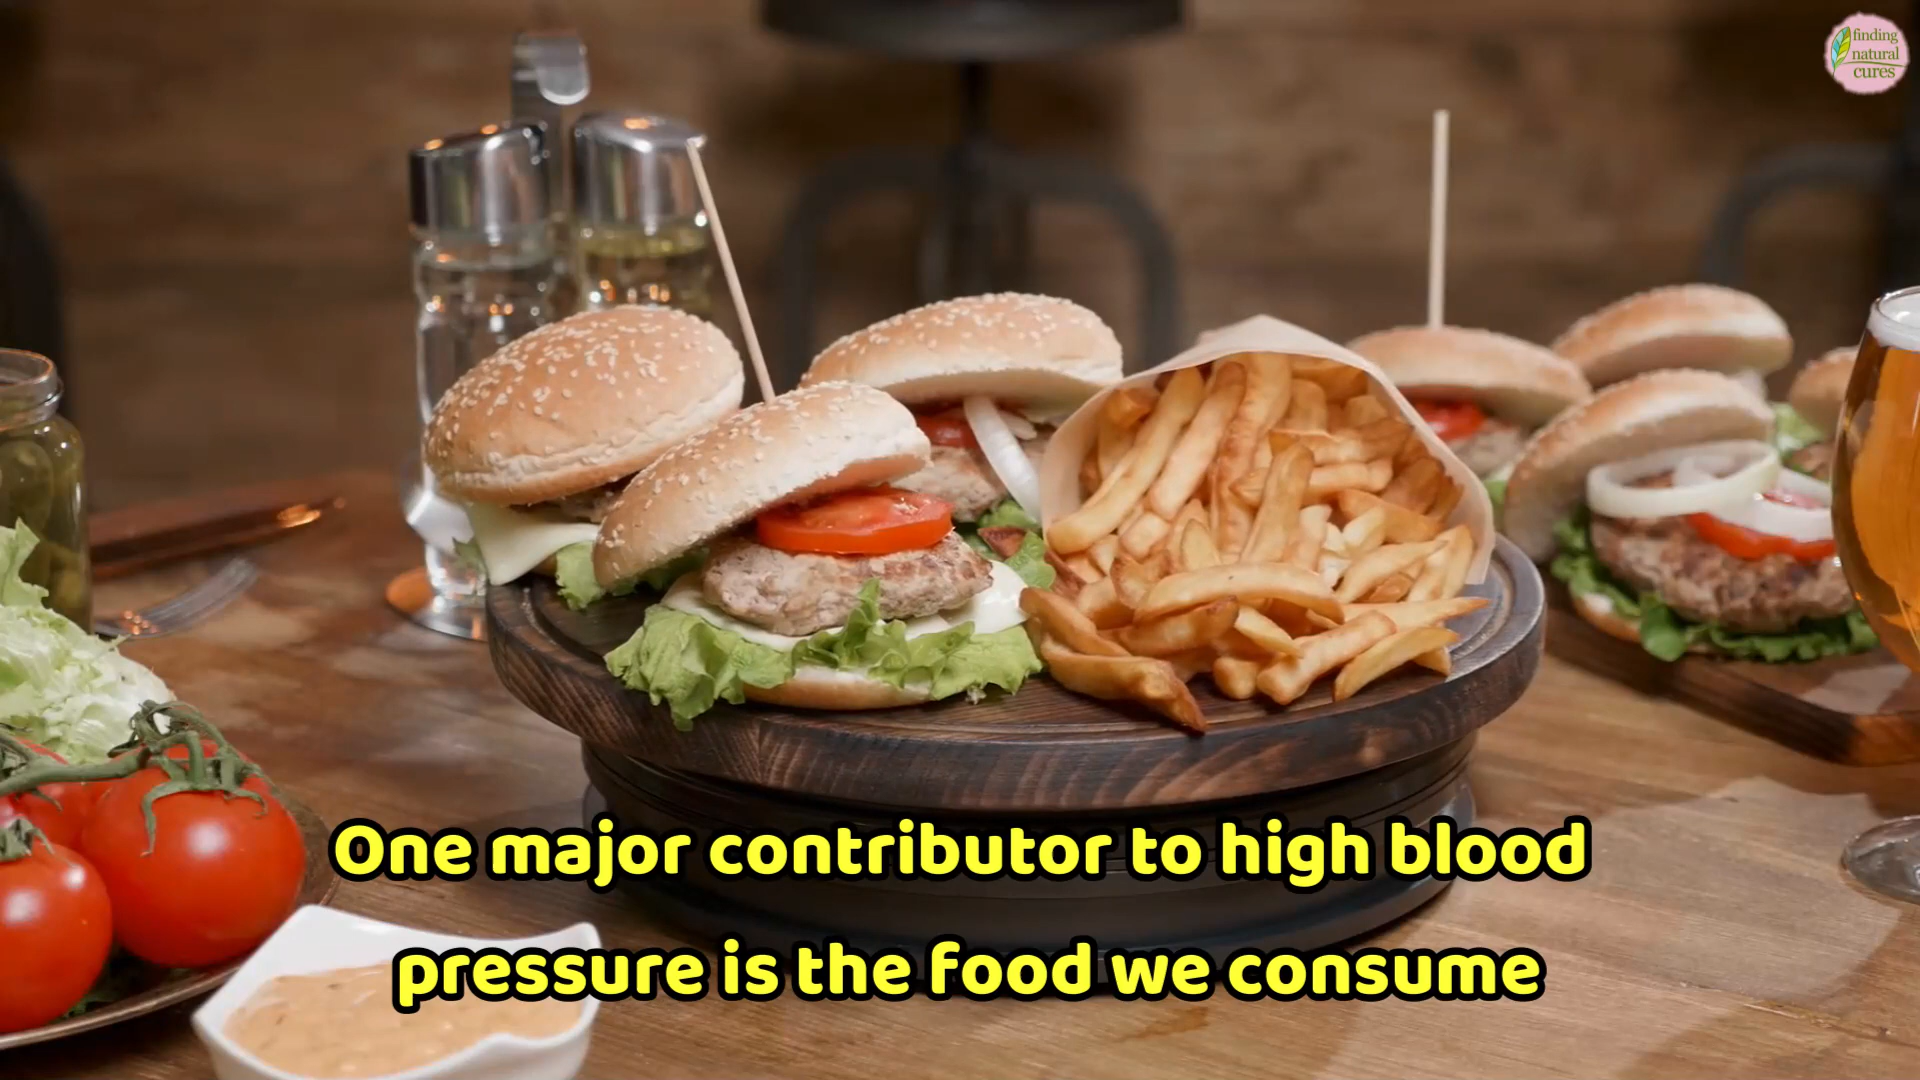 finding
natural
cures
One major contributor to high blood
pressure is the food we consume